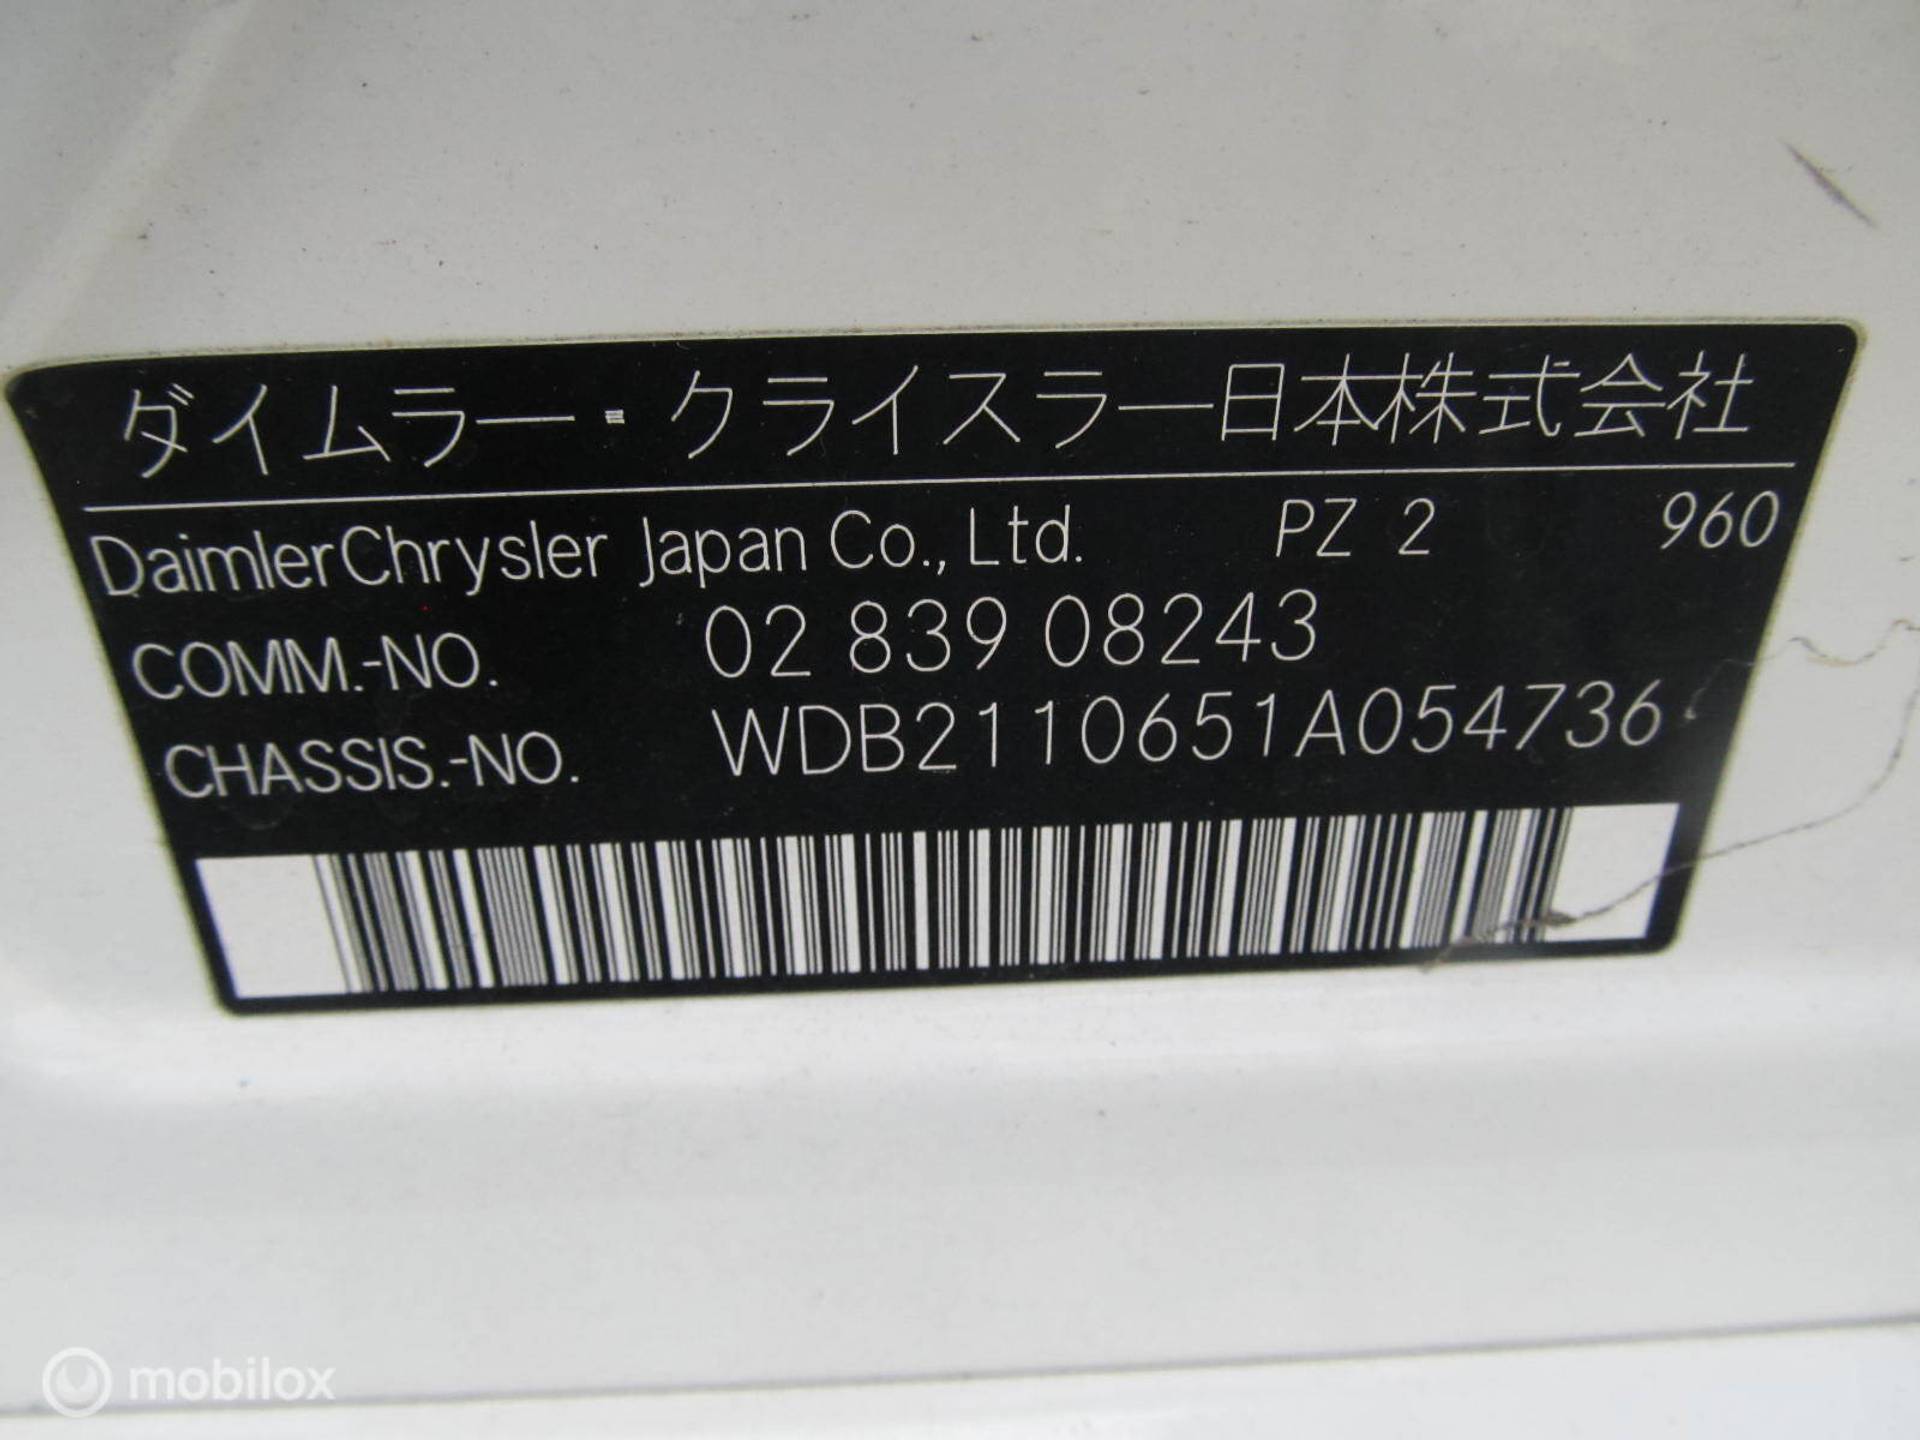 ダイムラー・クライスラー日本株式会社
DaimlerChrysler Japan Co., Ltd. PZ 2 960
COMM.-NO. 02 839 08243
CHASSIS.-NO. WDB2110651A054736
mobilox